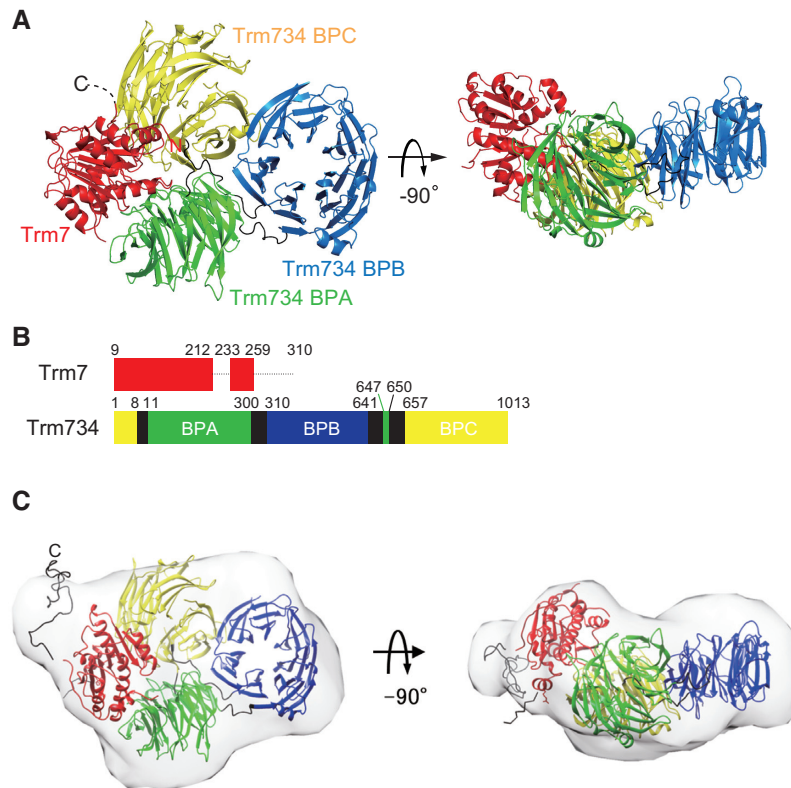 A
Trm734 BPC
C
N
Trm7
-90°
Trm734 BPB
Trm734 BPA
B
9 212 233 259 310
Trm7
647 650
1 8 11 300 310 641 657 1013
Trm734 BPA BPB BPC
C
C
-90°